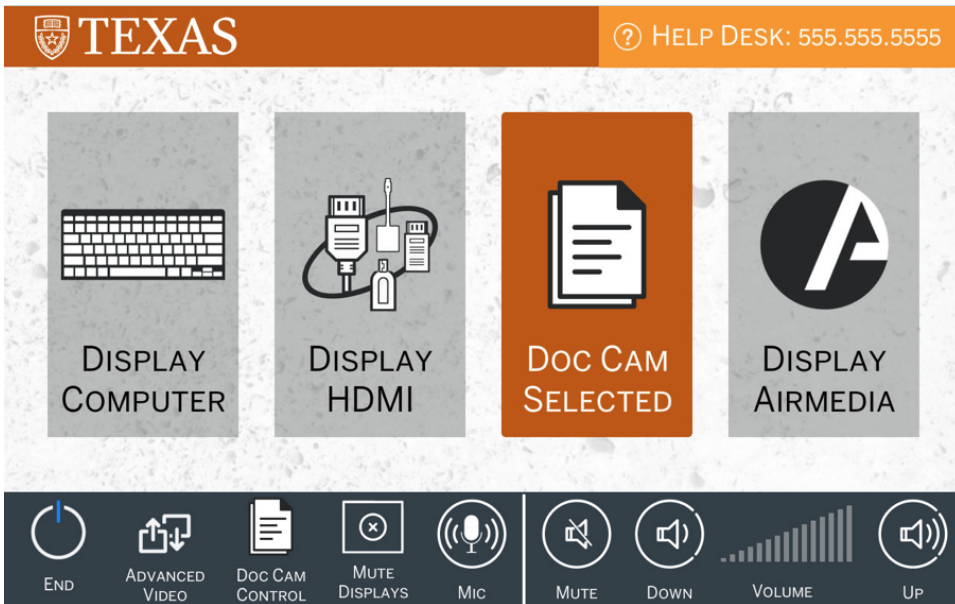 TEXAS
? HELP DESK: 555.555.5555
DISPLAY
COMPUTER
DISPLAY
HDMI
DOC CAM
SELECTED
DISPLAY
AIRMEDIA
END
ADVANCED
VIDEO
DOC CAM
CONTROL
MUTE
DISPLAYS
MIC
MUTE
DOWN
VOLUME
UP